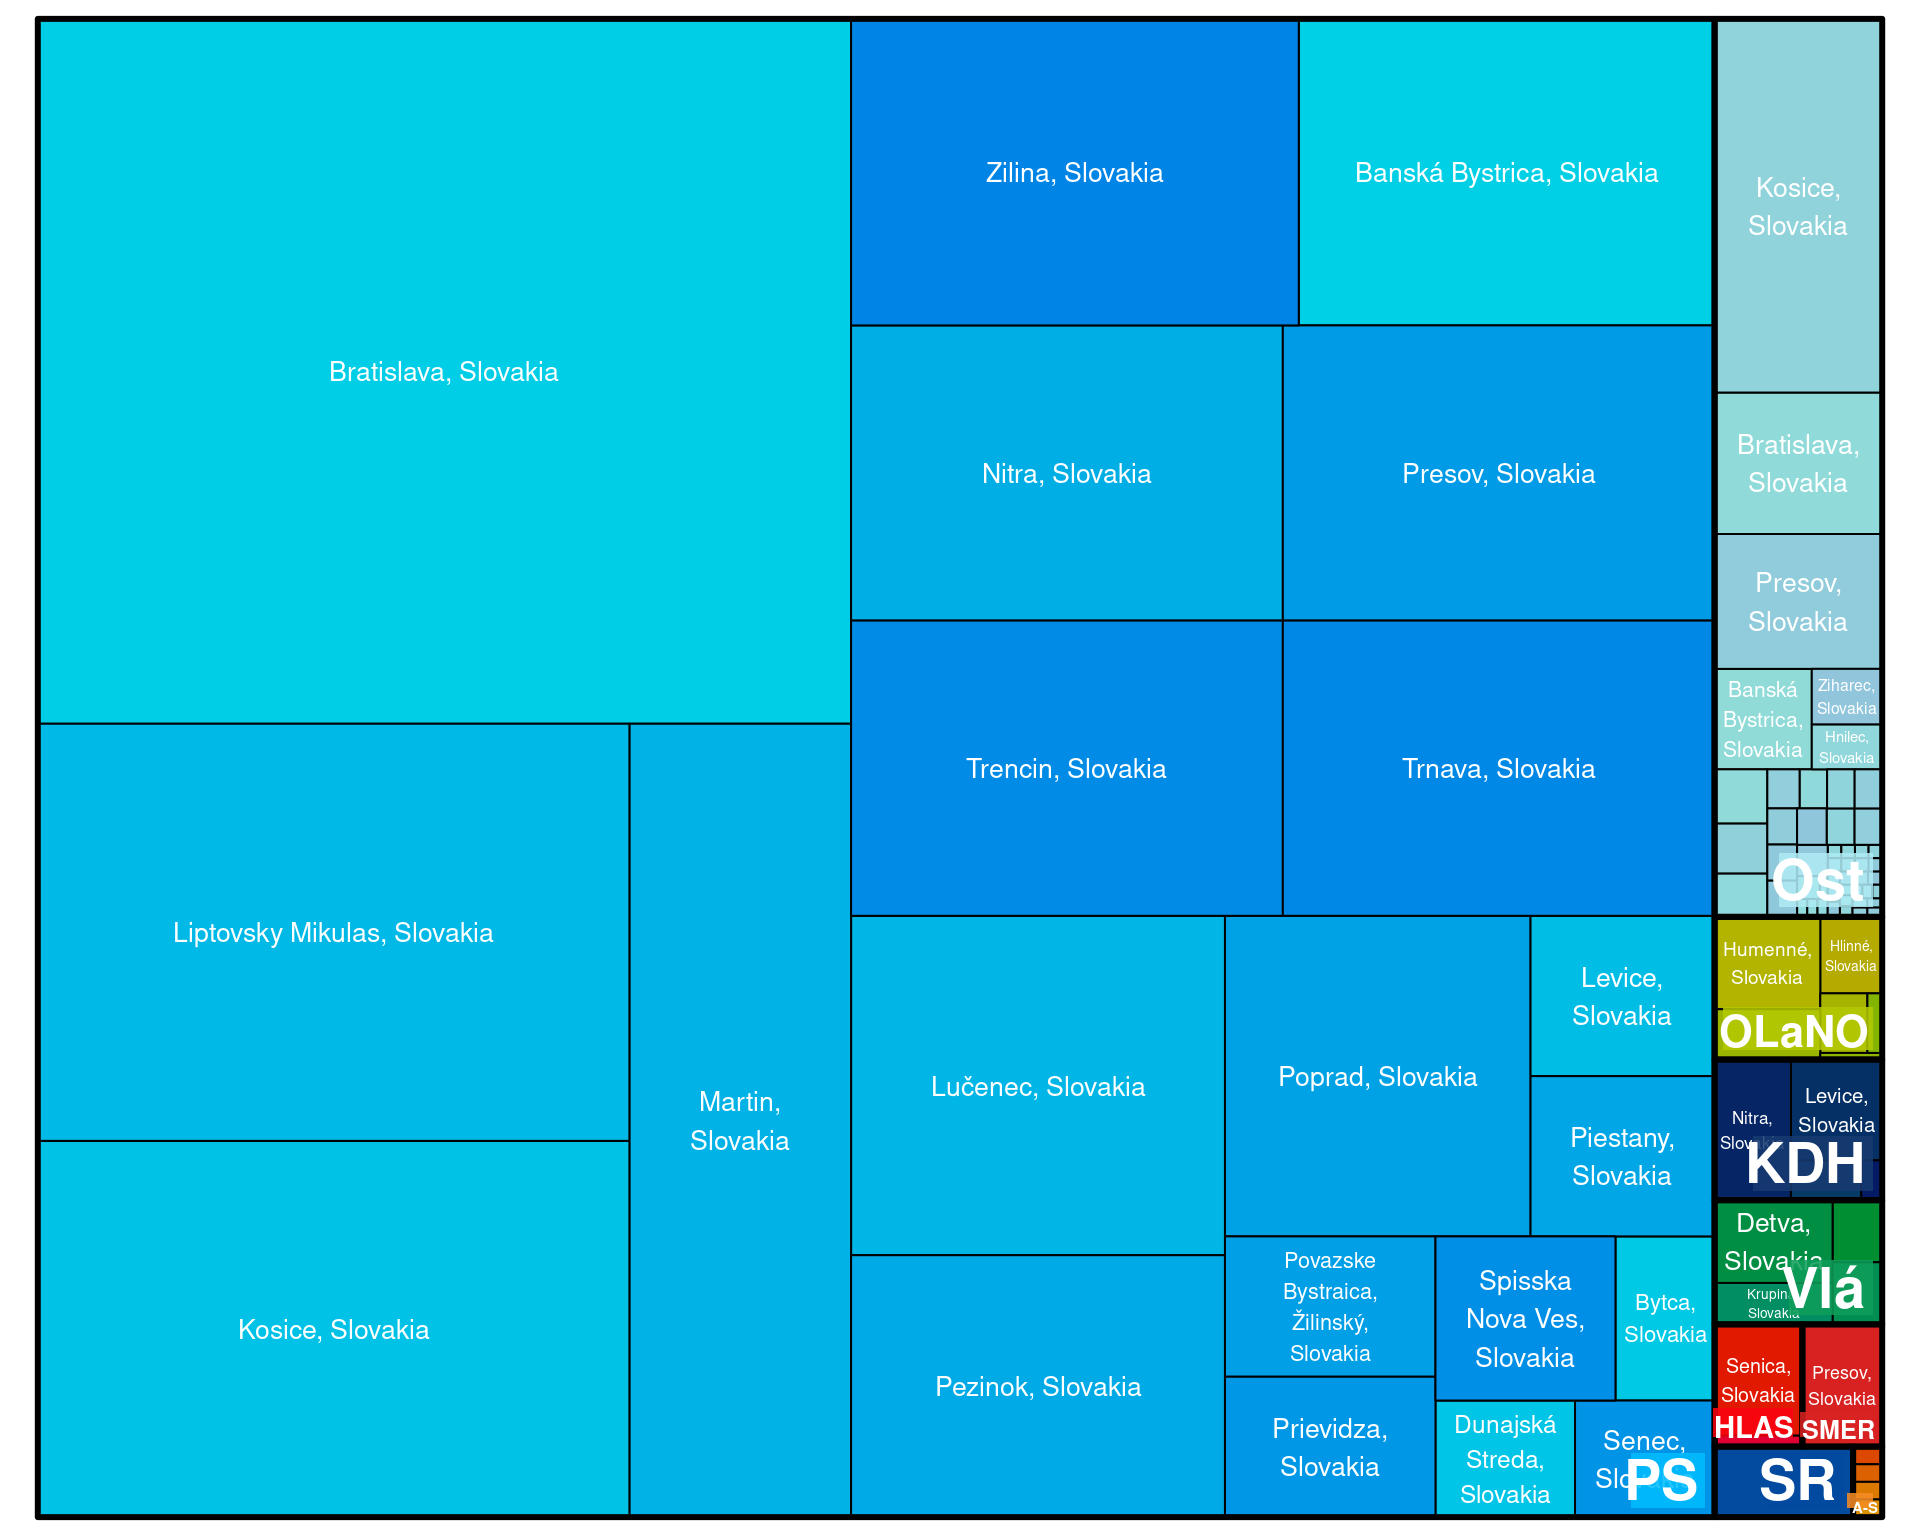 Bratislava, Slovakia
Liptovsky Mikulas, Slovakia
Kosice, Slovakia
Martin,
Slovakia
Zilina, Slovakia
Banská Bystrica, Slovakia
Nitra, Slovakia
Presov, Slovakia
Trencin, Slovakia
Trnava, Slovakia
Lučenec, Slovakia
Pezinok, Slovakia
Poprad, Slovakia
Levice,
Slovakia
Piestany,
Slovakia
Povazske
Bystraica,
Žilinský,
Slovakia
Prievidza,
Slovakia
Spisska
Nova Ves,
Slovakia
Bytca,
Slovakia
Dunajská
Streda,
Slovakia
Senec,
PS
Kosice,
Slovakia
Bratislava,
Slovakia
Presov,
Slovakia
Banská
Bystrica,
Slovakia
Ziharec,
Slovakia
Hnilec,
Slovakia
Ost
Humenné,
Slovakia
Hlinné,
Slovakia
OLaNO
Nitra,
Levice,
Slovakia
KDH
Detva,
Slovakia
Slovakia
Vlá
Senica,
Slovakia
HLAS
Presov,
Slovakia
SMER
SR
A-S